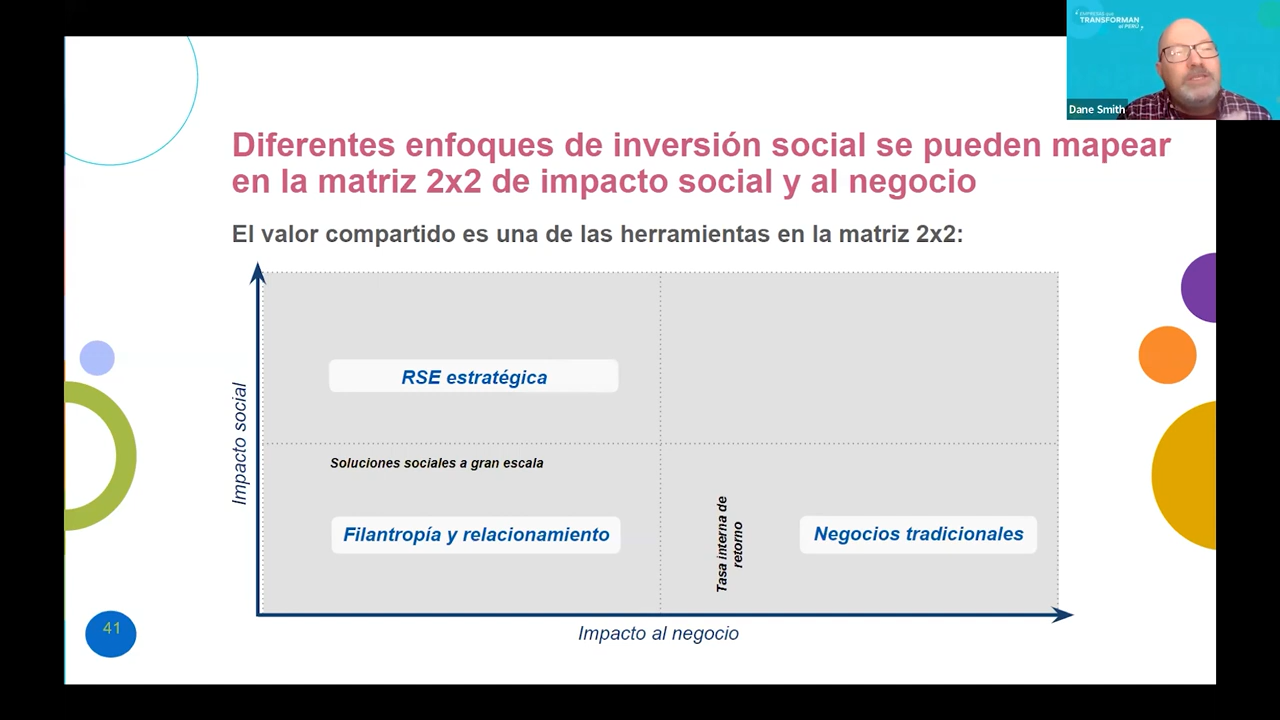 EMPRESAS QUE
TRANSFORMAN
al PERÚ
Dane Smith
Diferentes enfoques de inversión social se pueden mapear
en la matriz 2x2 de impacto social y al negocio
El valor compartido es una de las herramientas en la matriz 2x2:
Impacto social
RSE estratégica
Soluciones sociales a gran escala
Filantropía y relacionamiento
Tasa interna de
retorno
Negocios tradicionales
Impacto al negocio
41